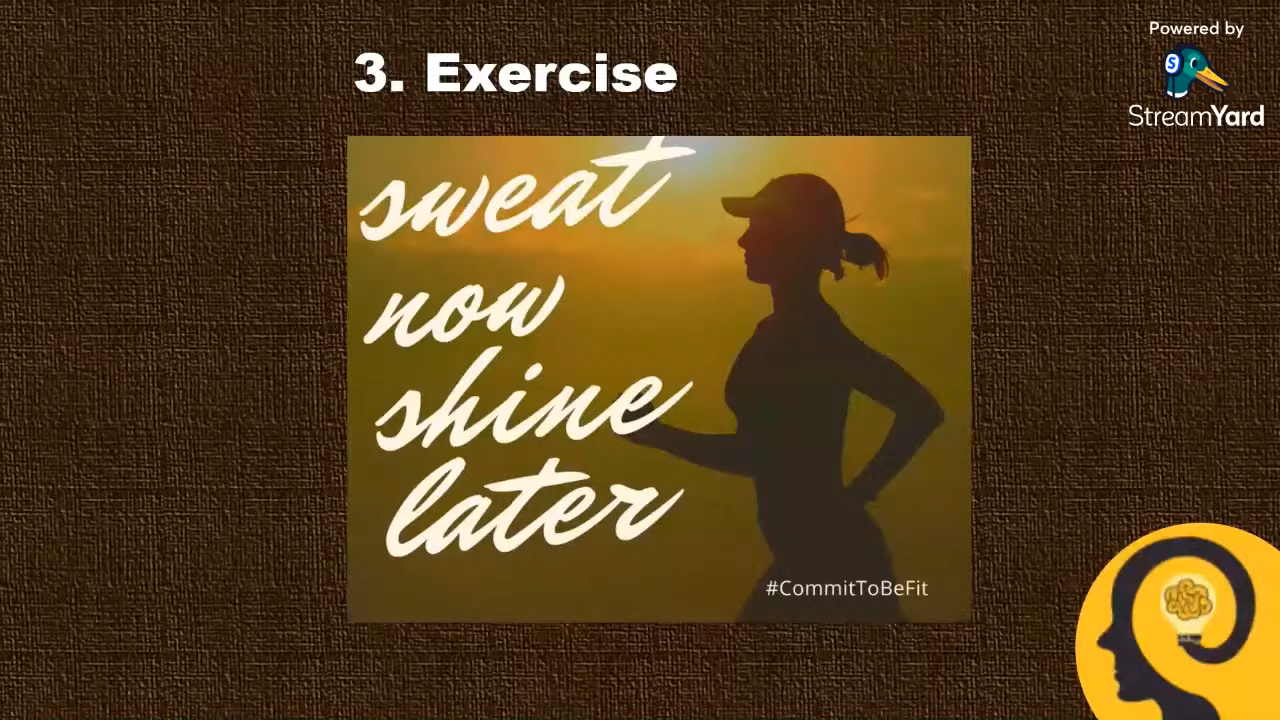 Powered by
StreamYard
3. Exercise
sweat
now
shine
later
#CommitToBeFit